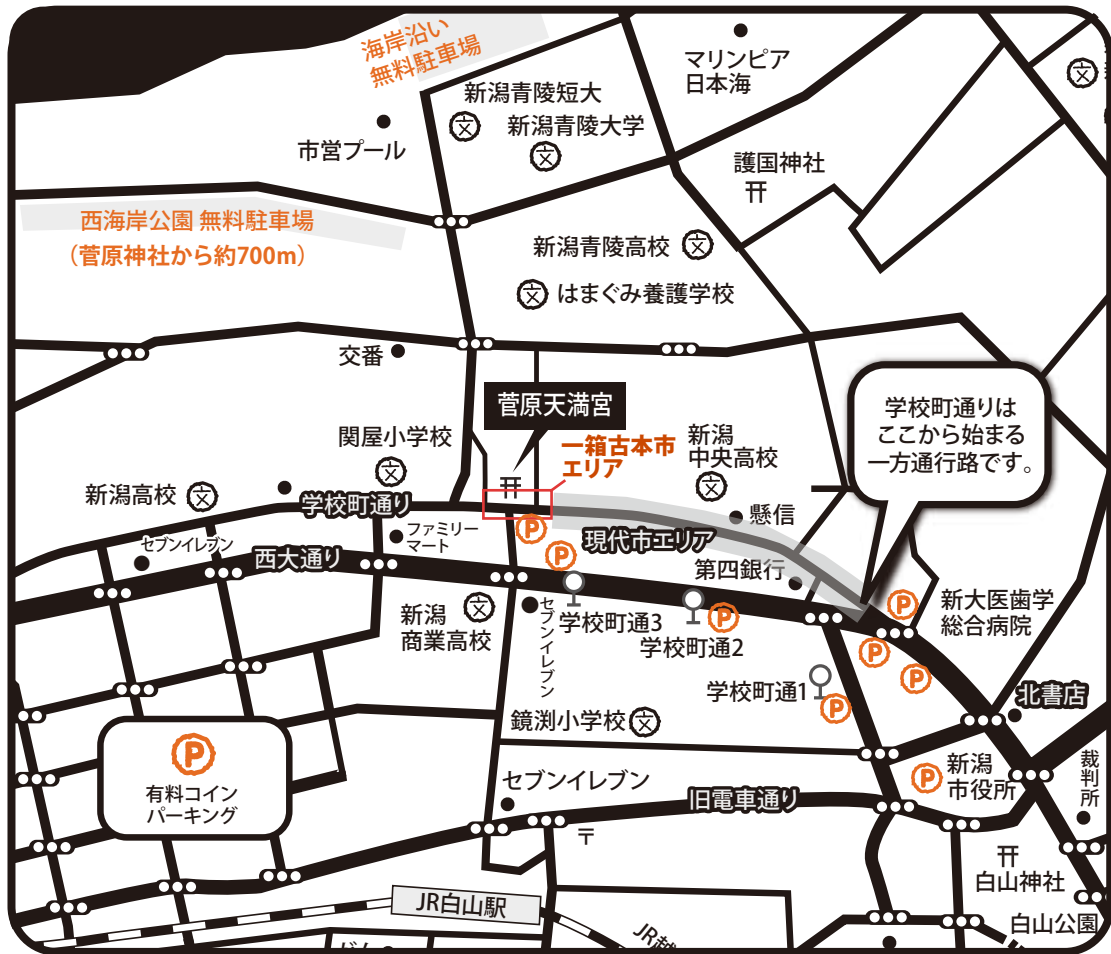 海岸沿い
無料駐車場
マリンピア
日本海
文
新潟青陵短大
文
新潟青陵大学
文
市営プール
護国神社
西海岸公園 無料駐車場
（菅原神社から約700m）
新潟青陵高校
文
文
はまぐみ養護学校
交番
菅原天満宮
学校町通りは
ここから始まる
一方通行路です。
関屋小学校
文
一箱古本市
エリア
新潟
中央高校
文
新潟高校
文
学校町通り
懸信
セブンイレブン
ファミリー
マート
P
現代市エリア
西大通り
P
第四銀行
新潟
商業高校
文
セブンイレブン
学校町通3
学校町通2
P
P
新大医歯学
総合病院
P
P
学校町通1
P
北書店
鏡渕小学校
文
P
有料コイン
パーキング
セブンイレブン
旧電車通り
P
新潟
市役所
裁判所
〒
白山神社
JR白山駅
白山公園
JR越